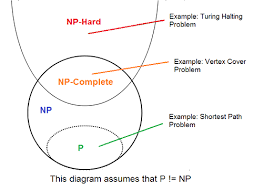 NP-Hard
Example: Turing Halting
Problem
Example: Vertex Cover
Problem
NP-Complete
NP
Example: Shortest Path
Problem
P
This diagram assumes that P != NP